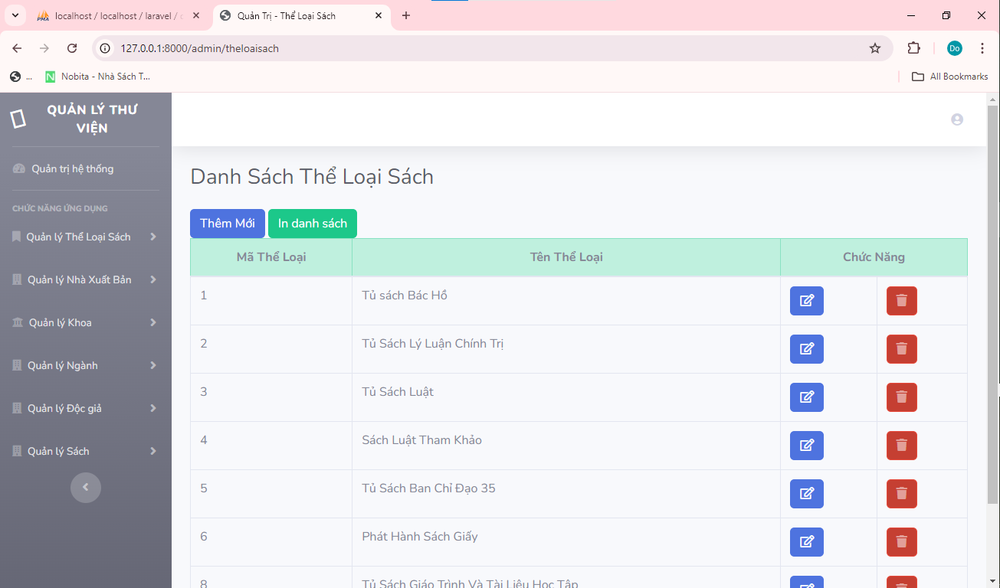 localhost / localhost / laravel / c
Quản Trị - Thể Loại Sách
127.0.0.1:8000/admin/theloaisach
Do
...
Nobita - Nhà Sách T...
All Bookmarks
QUẢN LÝ THƯ
VIỆN
Quản trị hệ thống
CHỨC NĂNG ỨNG DỤNG
Quản lý Thể Loại Sách
Quản lý Nhà Xuất Bản
Quản lý Khoa
Quản lý Ngành
Quản lý Độc giả
Quản lý Sách
Danh Sách Thể Loại Sách
Thêm Mới In danh sách
Mã Thể Loại Tên Thể Loại Chức Năng
1 Tủ sách Bác Hồ
2 Tủ Sách Lý Luận Chính Trị
3 Tủ Sách Luật
4 Sách Luật Tham Khảo
5 Tủ Sách Ban Chỉ Đạo 35
6 Phát Hành Sách Giấy
8 Tủ Sách Giáo Trình Và Tài Liệu Học Tập